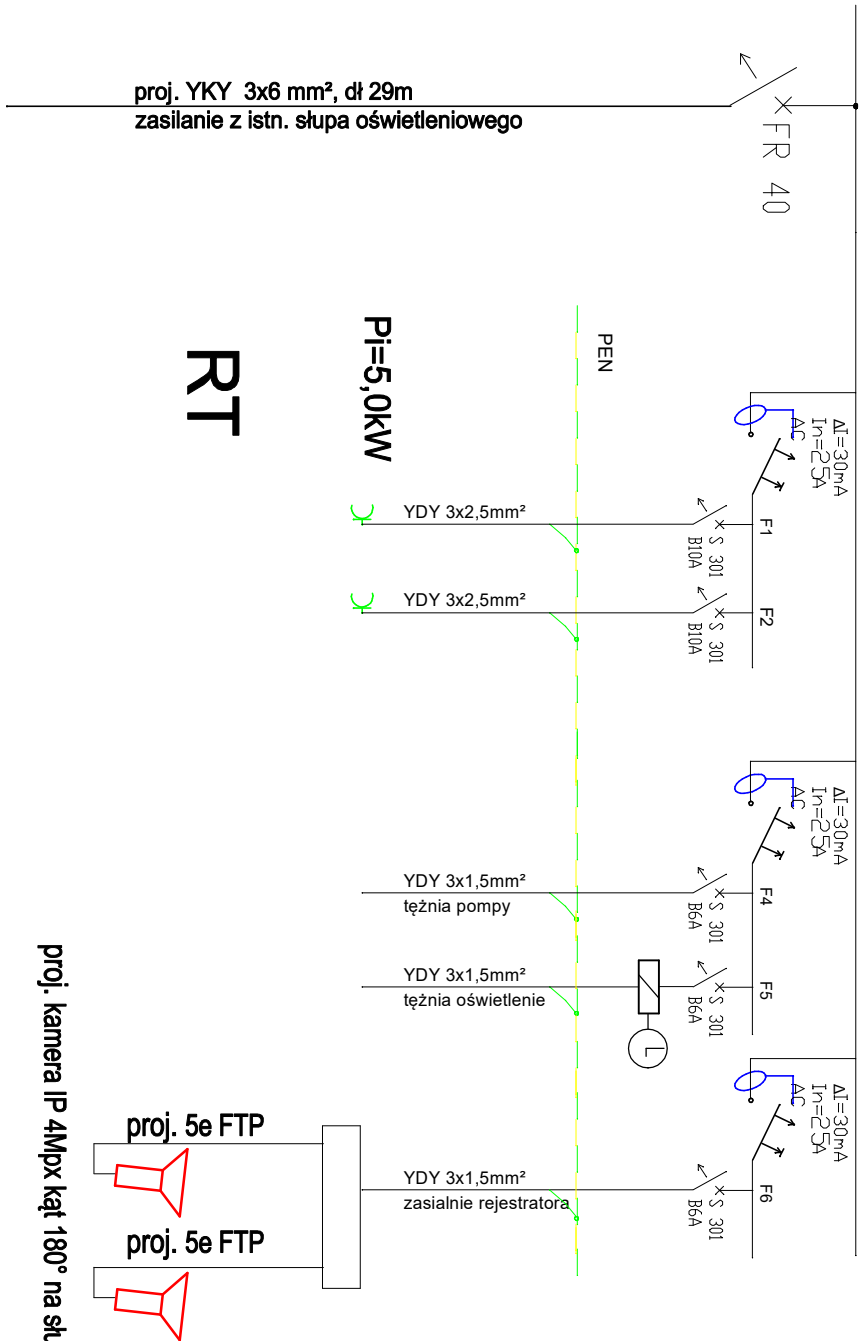 proj. YKY 3x6 mm², dł 29m
zasilanie z istn. słupa oświetleniowego
FR 40
RT
Pi=5,0kW
PEN
ΔI=30mA
In=25A
AC
F1
S 301
B10A
YDY 3x2,5mm²
F2
S 301
B10A
YDY 3x2,5mm²
ΔI=30mA
In=25A
AC
F4
S 301
B6A
YDY 3x1,5mm²
tężnia pompy
F5
S 301
B6A
L
YDY 3x1,5mm²
tężnia oświetlenie
ΔI=30mA
In=25A
AC
F6
S 301
B6A
YDY 3x1,5mm²
zasialnie rejestratora
proj. 5e FTP
proj. 5e FTP
proj. kamera IP 4Mpx kąt 180° na